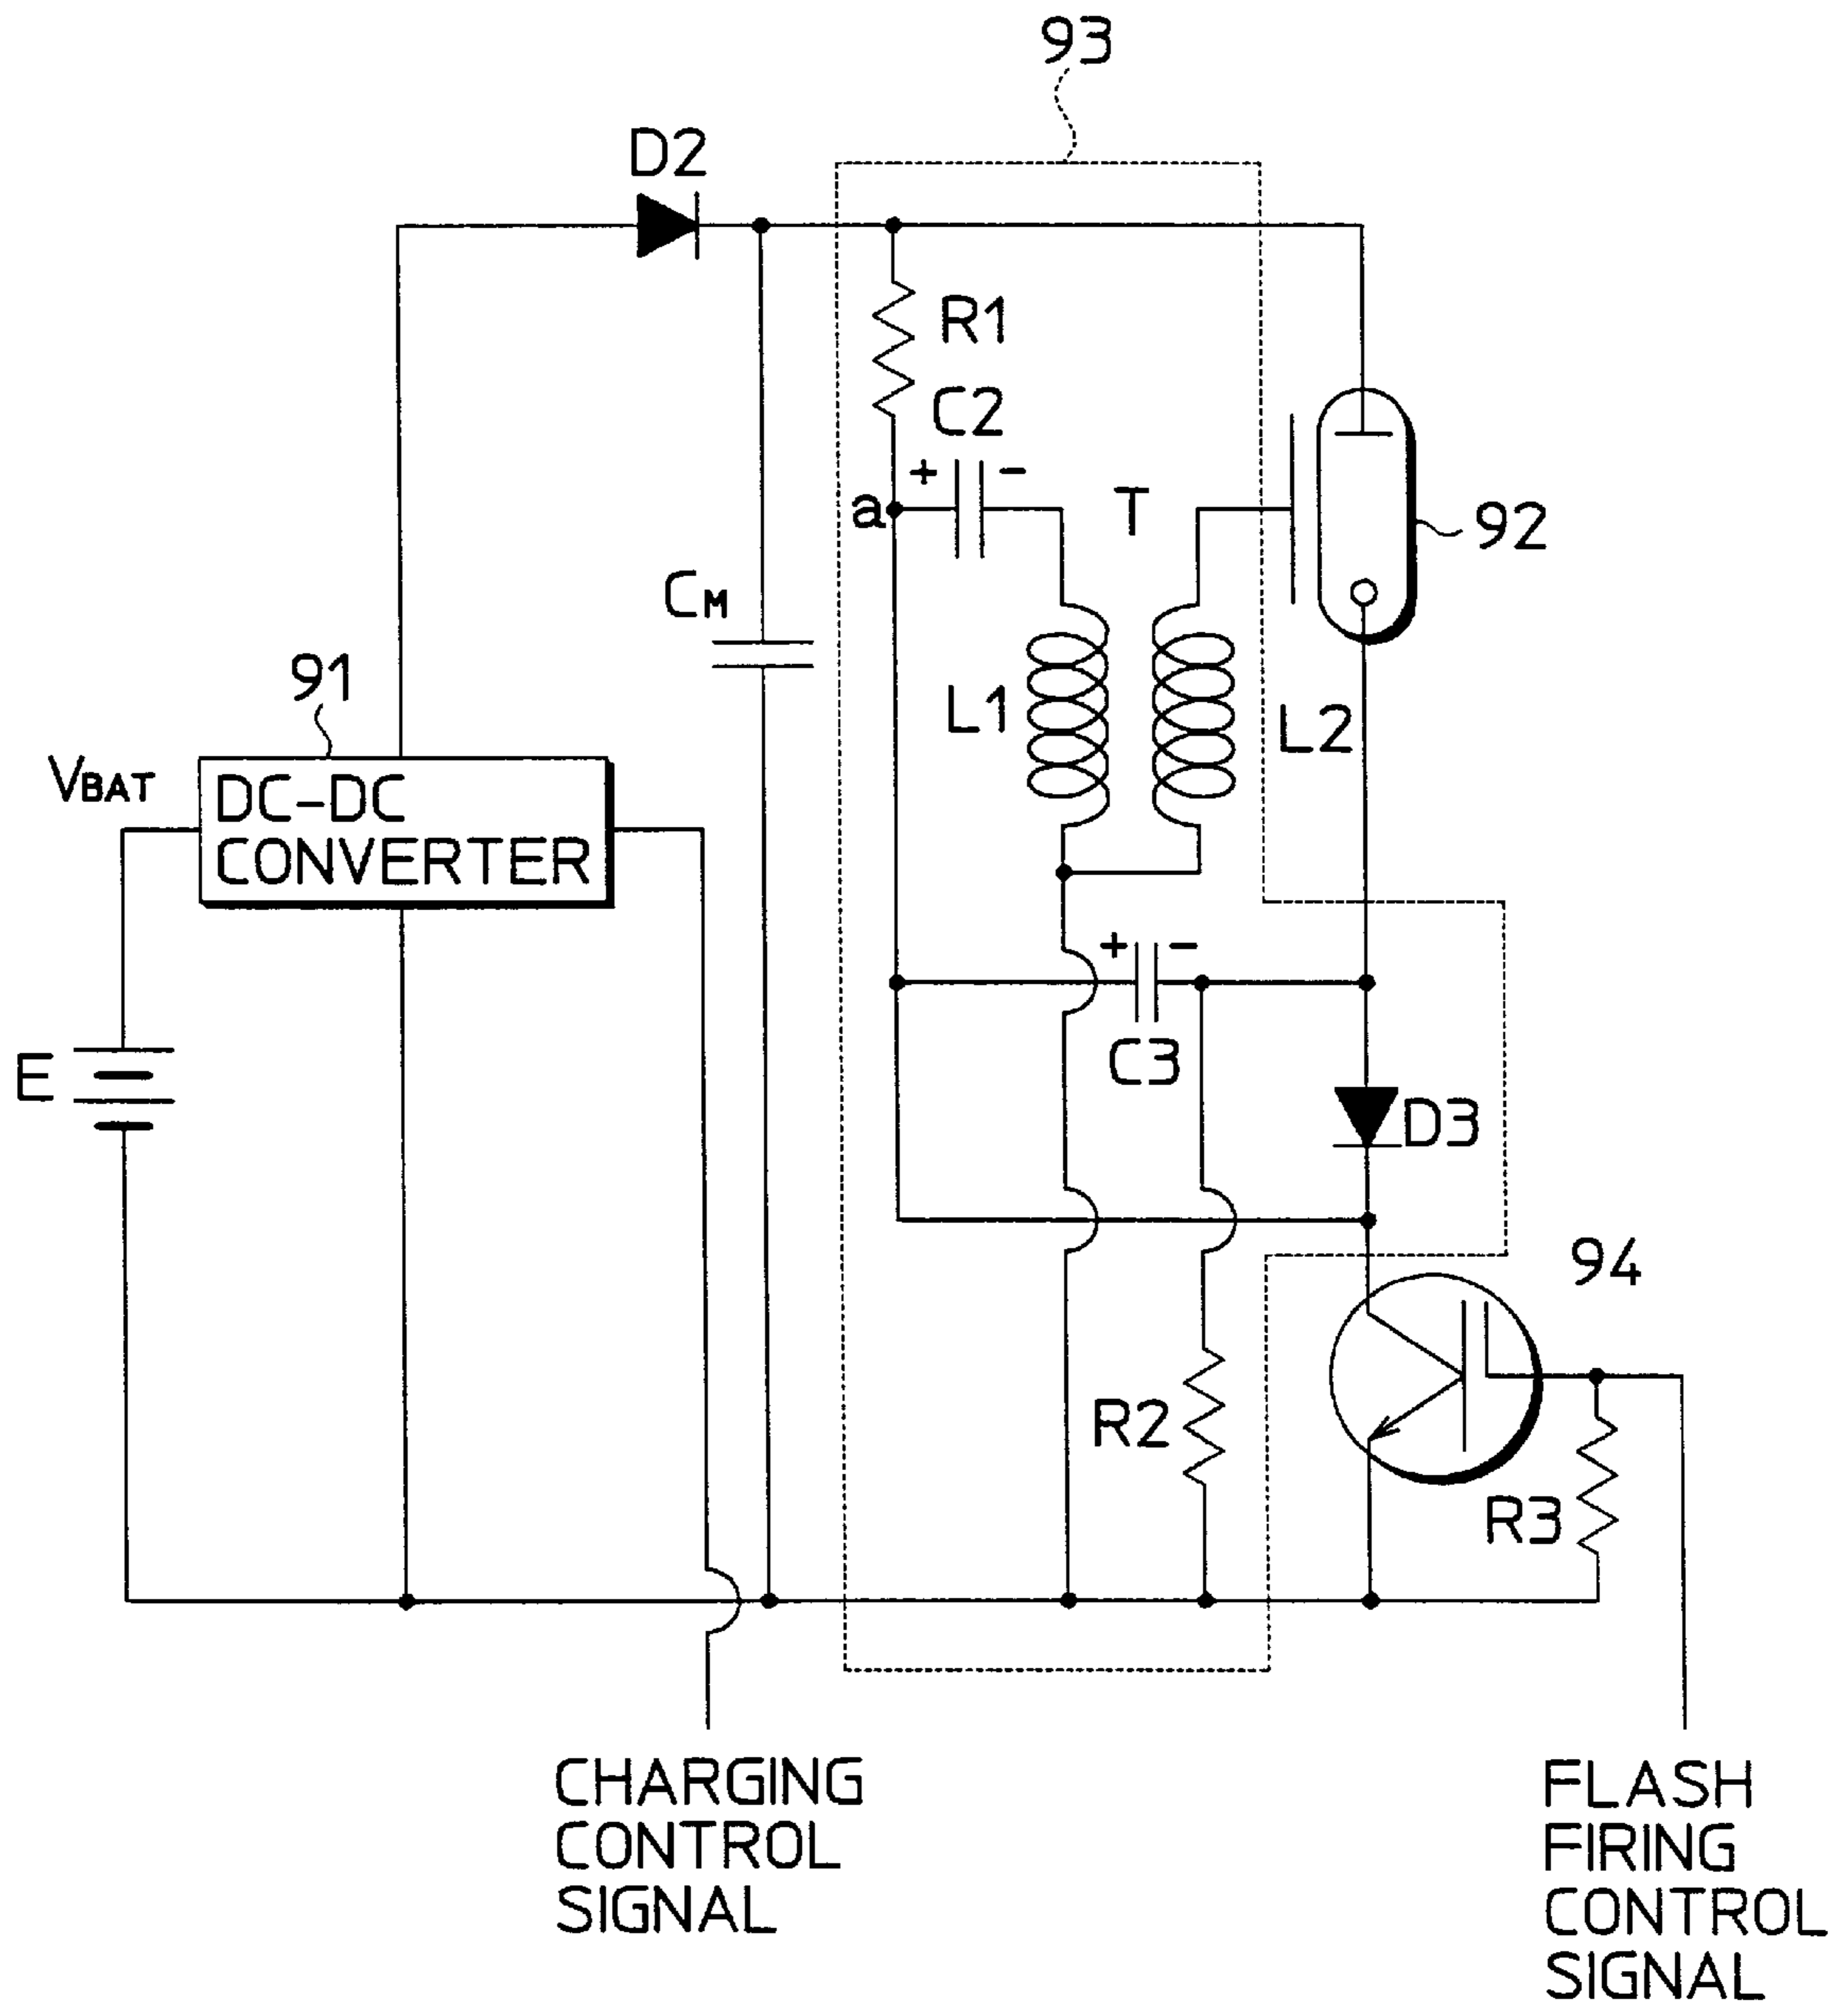 93
D2
R1
C2
+
-
a
T
92
CM
91
L1
L2
VBAT
DC-DC
CONVERTER
+
-
E
C3
D3
94
R2
R3
CHARGING
CONTROL
SIGNAL
FLASH
FIRING
CONTROL
SIGNAL